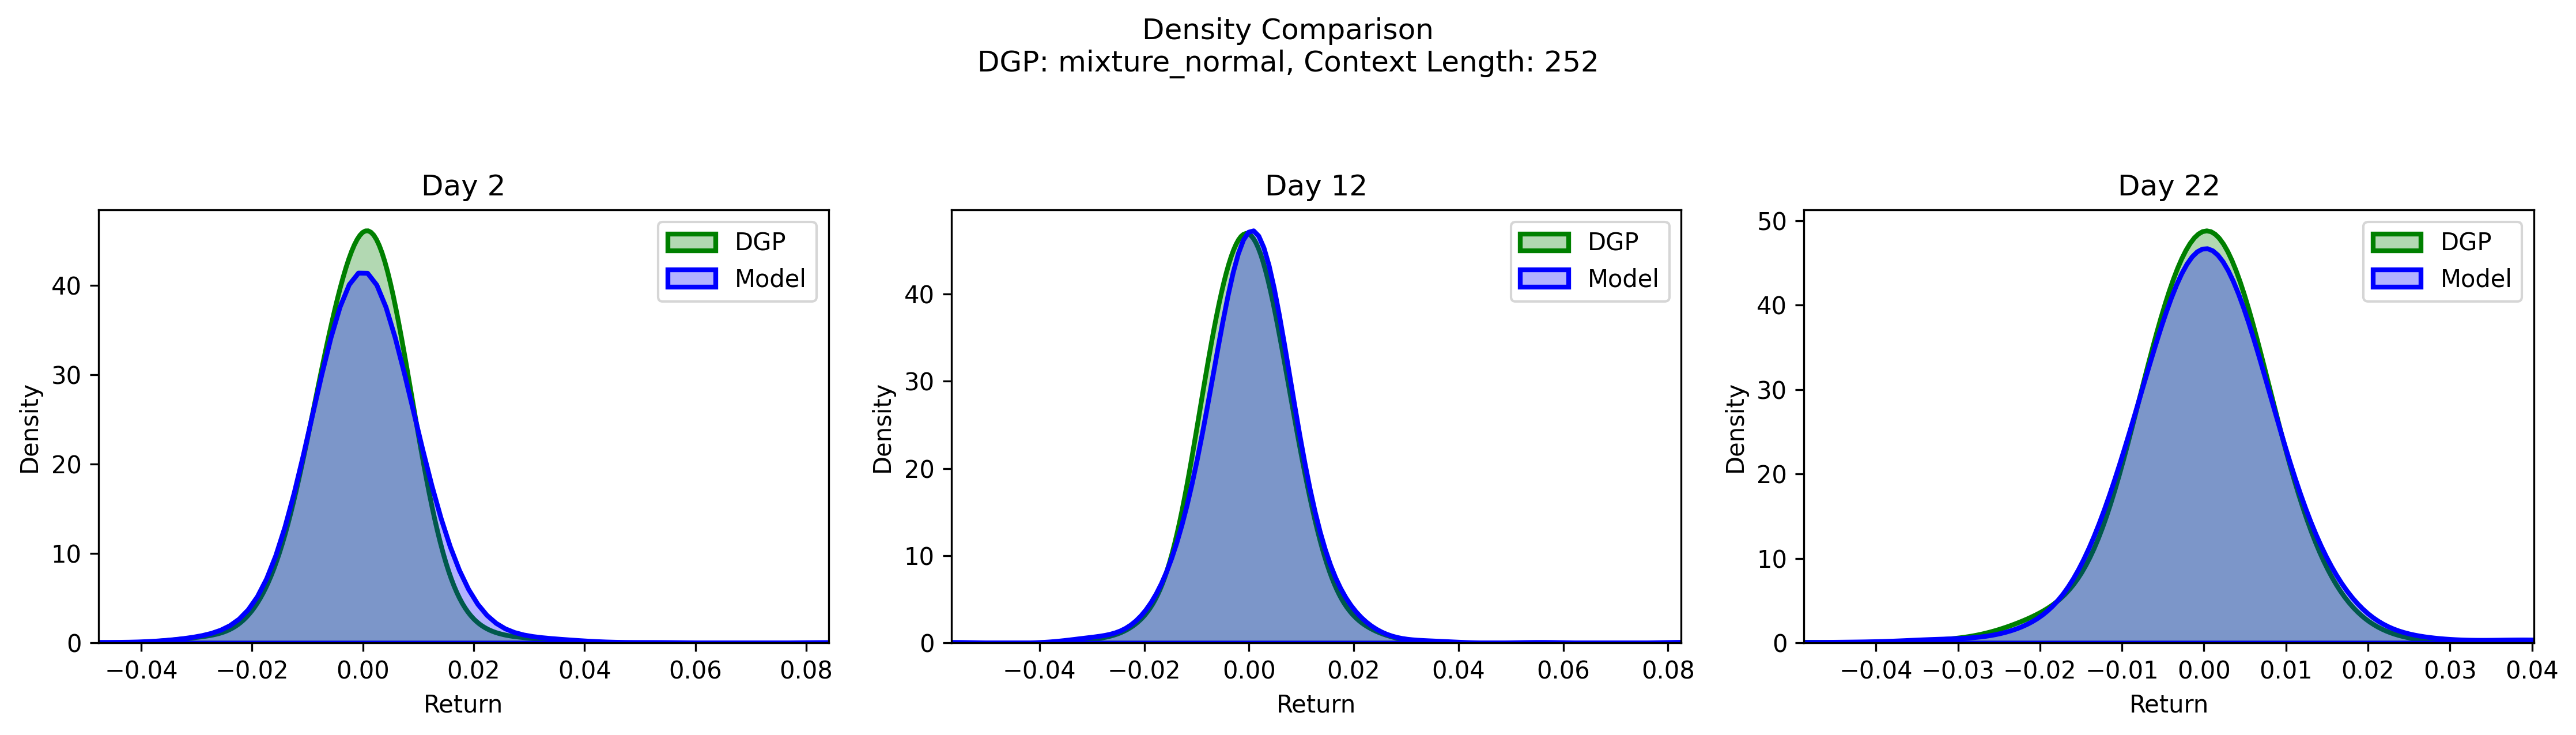 Density Comparison
DGP: mixture_normal, Context Length: 252
Day 2
Density
40
30
20
10
0
−0.04 −0.02 0.00 0.02 0.04 0.06 0.08
Return
DGP
Model
Day 12
Density
40
30
20
10
0
−0.04 −0.02 0.00 0.02 0.04 0.06 0.08
Return
DGP
Model
Day 22
Density
50
40
30
20
10
0
−0.04 −0.03 −0.02 −0.01 0.00 0.01 0.02 0.03 0.04
Return
DGP
Model